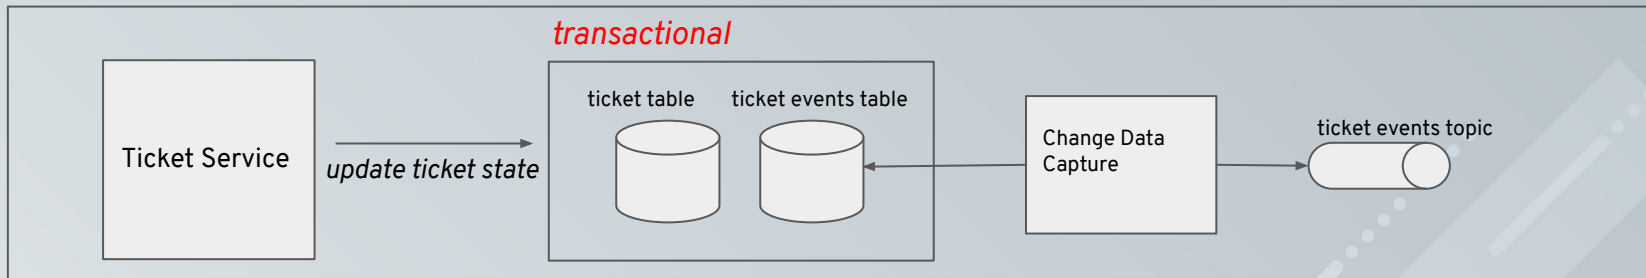 transactional
ticket table
ticket events table
Ticket Service
update ticket state
Change Data
Capture
ticket events topic